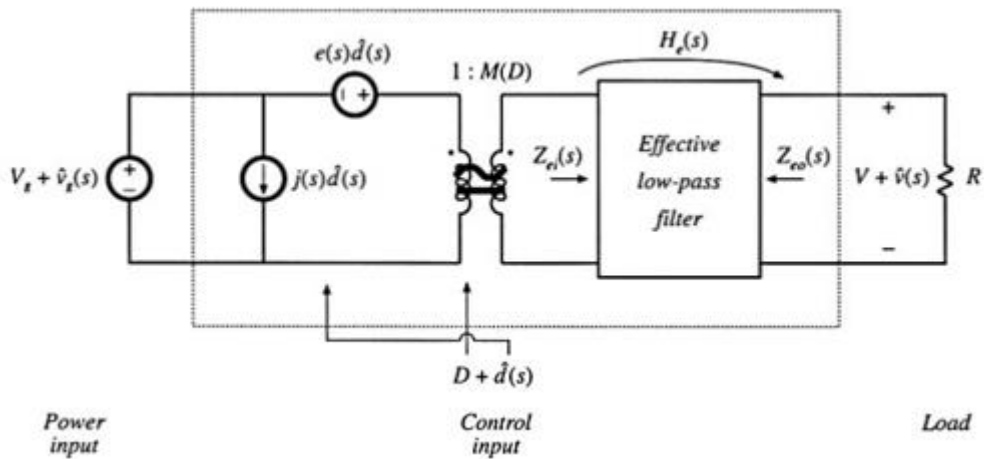 H_e(s)
e(s)d̂(s)
1 : M(D)
+
Effective
low-pass
filter
Z_ei(s)
Z_eo(s)
V_g + v̂_g(s)
+
−
j(s)d̂(s)
V + v̂(s)
R
−
D + d̂(s)
Power
input
Control
input
Load